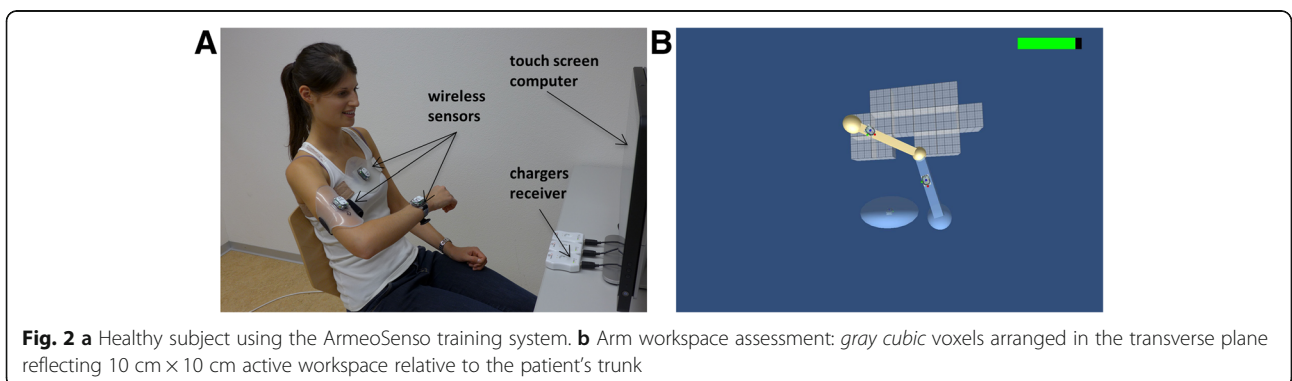 A
B
wireless
sensors
touch screen
computer
chargers
receiver
Fig. 2 a Healthy subject using the ArmeoSenso training system. b Arm workspace assessment: gray cubic voxels arranged in the transverse plane
reflecting 10 cm × 10 cm active workspace relative to the patient's trunk